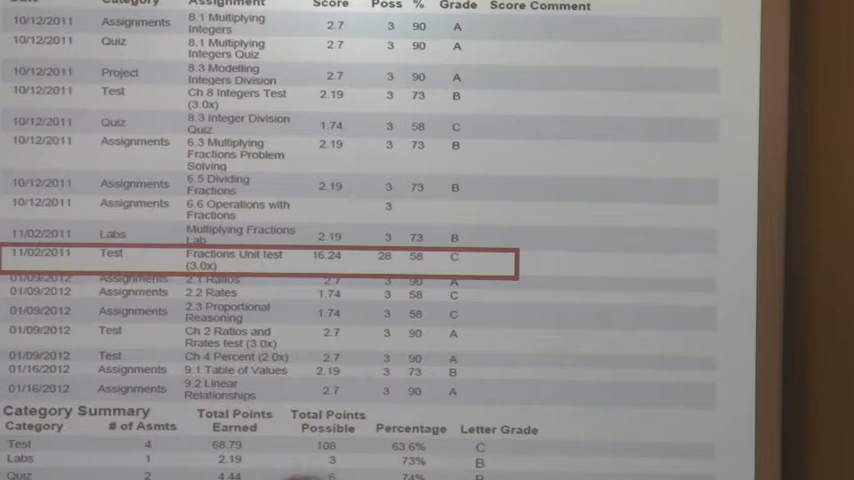 Category Assignment Score Poss % Grade Score Comment
10/12/2011 Assignments 8.1 Multiplying Integers 2.7 3 90 A
10/12/2011 Quiz 8.1 Multiplying Integers Quiz 2.7 3 90 A
10/12/2011 Project 8.3 Modelling Integers Division 2.7 3 90 A
10/12/2011 Test Ch 8 Integers Test (3.0x) 2.19 3 73 B
10/12/2011 Quiz 8.3 Integer Division Quiz 1.74 3 58 C
10/12/2011 Assignments 6.3 Multiplying Fractions Problem Solving 2.19 3 73 B
10/12/2011 Assignments 6.5 Dividing Fractions 2.19 3 73 B
10/12/2011 Assignments 6.6 Operations with Fractions 3
11/02/2011 Labs Multiplying Fractions Lab 2.19 3 73 B
11/02/2011 Test Fractions Unit test (3.0x) 16.24 28 58 C
01/09/2012 Assignments 2.1 Ratios 2.7 3 90 A
01/09/2012 Assignments 2.2 Rates 1.74 3 58 C
01/09/2012 Assignments 2.3 Proportional Reasoning 1.74 3 58 C
01/09/2012 Test Ch 2 Ratios and Rrates test (3.0x) 2.7 3 90 A
01/09/2012 Test Ch 4 Percent (2.0x) 2.7 3 90 A
01/16/2012 Assignments 9.1 Table of Values 2.19 3 73 B
01/16/2012 Assignments 9.2 Linear Relationships 2.7 3 90 A
Category Summary
Category # of Asmts Total Points Earned Total Points Possible Percentage Letter Grade
Test 4 68.79 108 63.6% C
Labs 1 2.19 3 73% B
Quiz 2 4.44 6 74% B